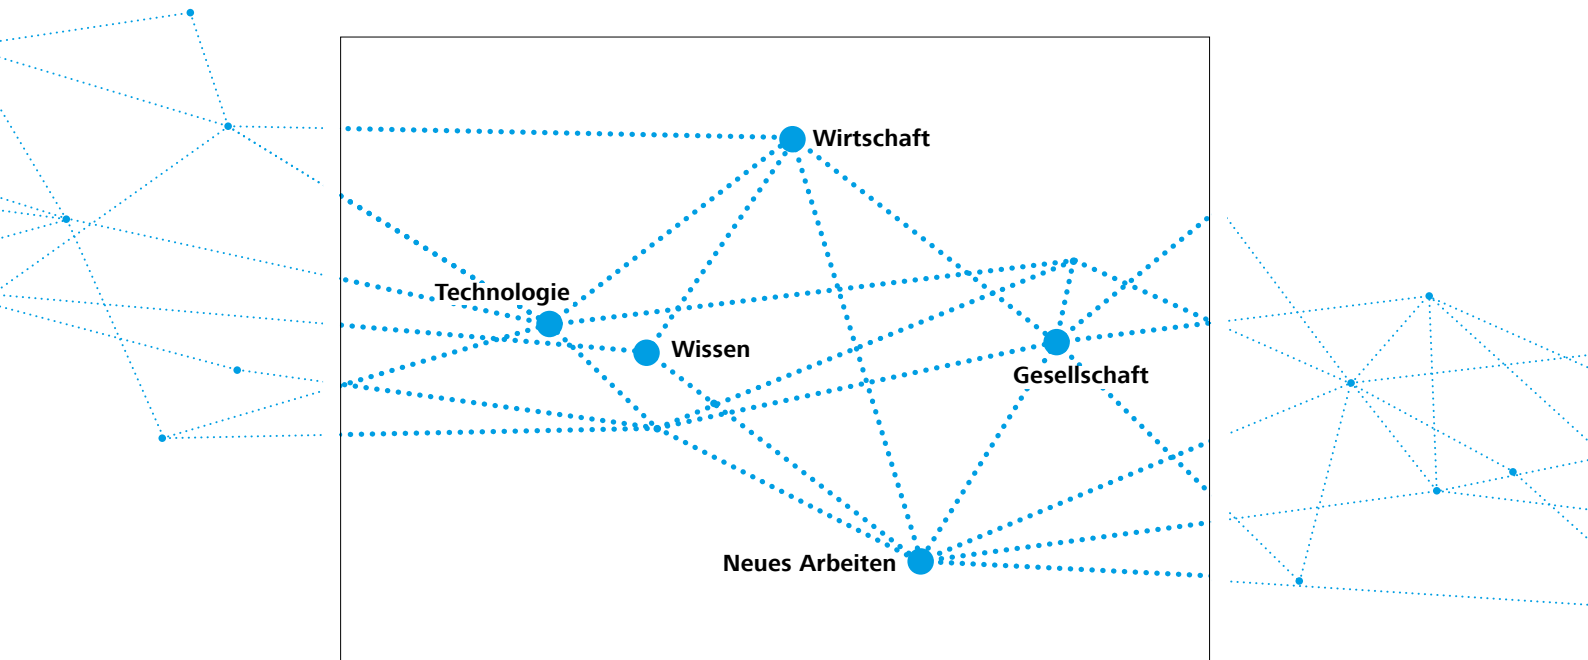 Wirtschaft
Technologie
Wissen
Gesellschaft
Neues Arbeiten